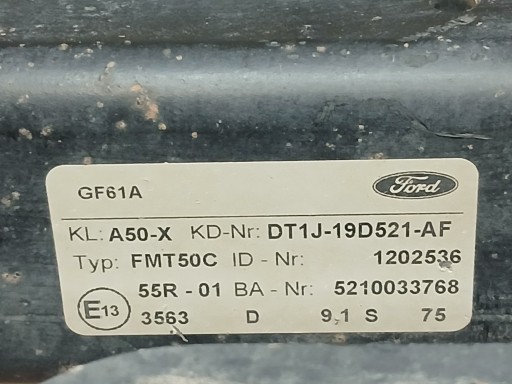 GF61A Ford
KL: A50-X KD-Nr: DT1J-19D521-AF
Typ: FMT50C ID - Nr: 1202536
E13 55R - 01 BA - Nr: 5210033768
3563 D 9.1 S 75